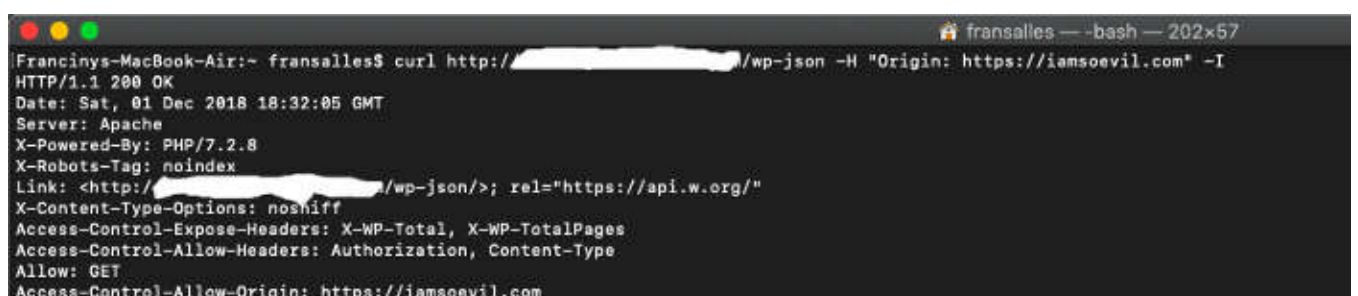 fransalles — -bash — 202×57
Francinys-MacBook-Air:~ fransalles$ curl http:/ /wp-json -H "Origin: https://iamsoevil.com" -I
HTTP/1.1 200 OK
Date: Sat, 01 Dec 2018 18:32:05 GMT
Server: Apache
X-Powered-By: PHP/7.2.8
X-Robots-Tag: noindex
Link: <http:/ /wp-json/>; rel="https://api.w.org/"
X-Content-Type-Options: nosniff
Access-Control-Expose-Headers: X-WP-Total, X-WP-TotalPages
Access-Control-Allow-Headers: Authorization, Content-Type
Allow: GET
Access-Control-Allow-Origin: https://iamsoevil.com